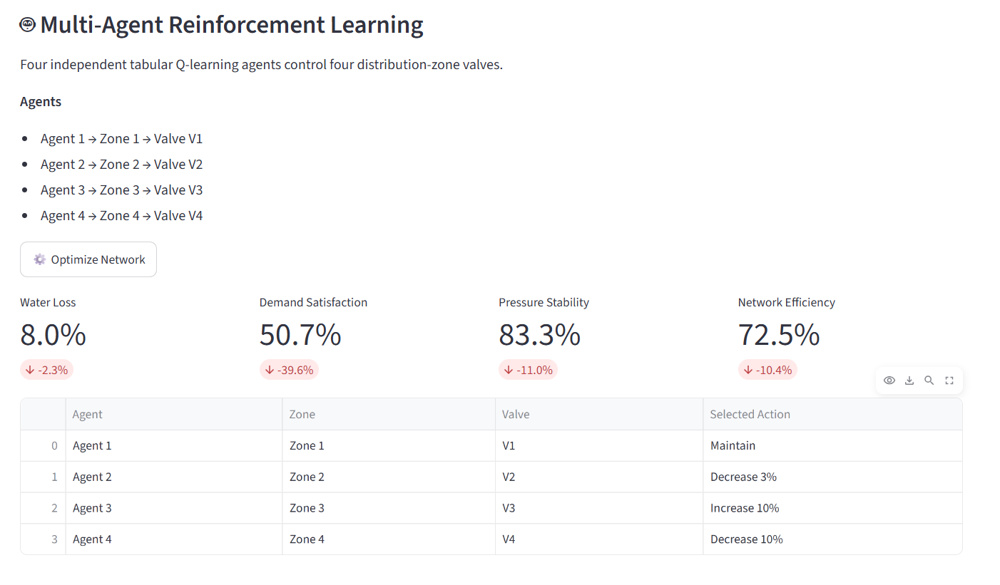 Multi-Agent Reinforcement Learning
Four independent tabular Q-learning agents control four distribution-zone valves.
Agents
• Agent 1 → Zone 1 → Valve V1
• Agent 2 → Zone 2 → Valve V2
• Agent 3 → Zone 3 → Valve V3
• Agent 4 → Zone 4 → Valve V4
Optimize Network
Water Loss Demand Satisfaction Pressure Stability Network Efficiency
8.0% 50.7% 83.3% 72.5%
↓ -2.3% ↓ -39.6% ↓ -11.0% ↓ -10.4%
Agent Zone Valve Selected Action
0 Agent 1 Zone 1 V1 Maintain
1 Agent 2 Zone 2 V2 Decrease 3%
2 Agent 3 Zone 3 V3 Increase 10%
3 Agent 4 Zone 4 V4 Decrease 10%